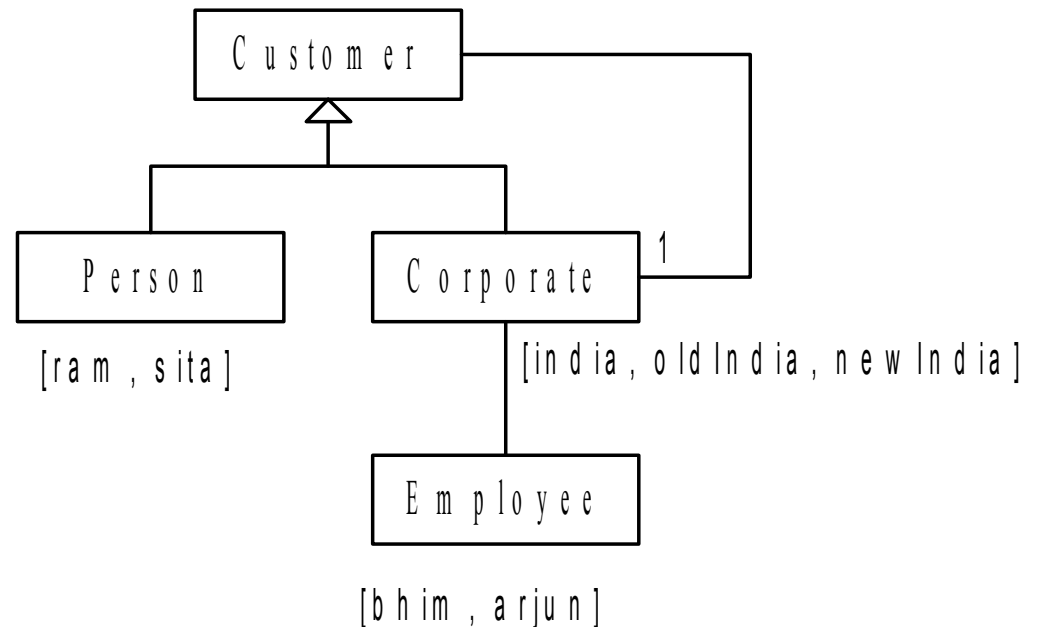 Customer
1
Person
Corporate
[ram, sita]
[india, oldIndia, newIndia]
Employee
[bhim, arjun]